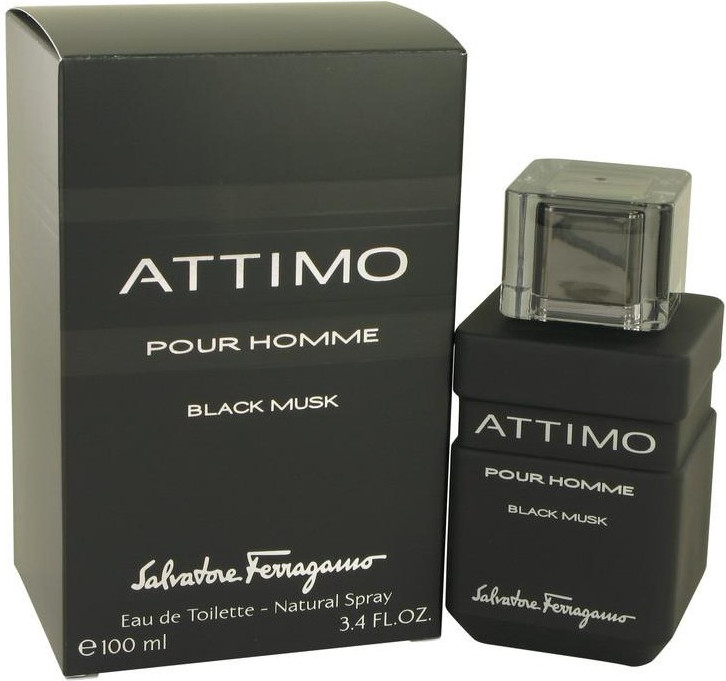 ATTIMO
POUR HOMME
BLACK MUSK
Salvatore Ferragamo
Eau de Toilette - Natural Spray
℮100 ml 3.4 FL.OZ.
ATTIMO
POUR HOMME
BLACK MUSK
Salvatore Ferragamo